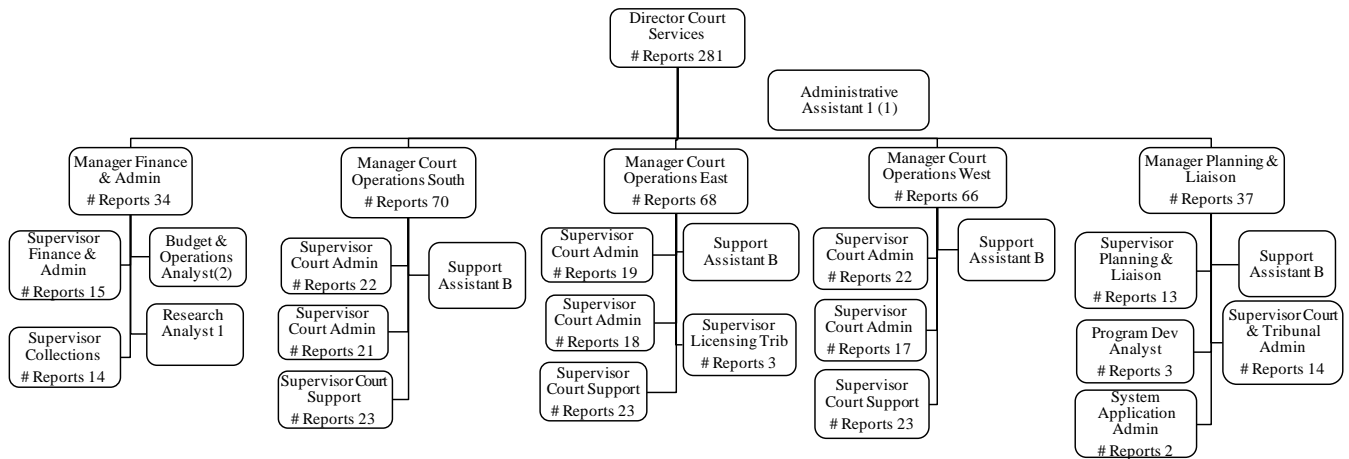 Director Court
Services
# Reports 281
Administrative
Assistant 1 (1)
Manager Finance
& Admin
# Reports 34
Manager Court
Operations South
# Reports 70
Manager Court
Operations East
# Reports 68
Manager Court
Operations West
# Reports 66
Manager Planning &
Liaison
# Reports 37
Supervisor
Finance &
Admin
# Reports 15
Budget &
Operations
Analyst(2)
Supervisor
Collections
# Reports 14
Research
Analyst 1
Supervisor
Court Admin
# Reports 22
Support
Assistant B
Supervisor
Court Admin
# Reports 21
Supervisor Court
Support
# Reports 23
Supervisor
Court Admin
# Reports 19
Support
Assistant B
Supervisor
Court Admin
# Reports 18
Supervisor
Licensing Trib
# Reports 3
Supervisor
Court Support
# Reports 23
Supervisor
Court Admin
# Reports 22
Support
Assistant B
Supervisor
Court Admin
# Reports 17
Supervisor
Court Support
# Reports 23
Supervisor
Planning &
Liaison
# Reports 13
Support
Assistant B
Program Dev
Analyst
# Reports 3
Supervisor Court
& Tribunal
Admin
# Reports 14
System
Application
Admin
# Reports 2